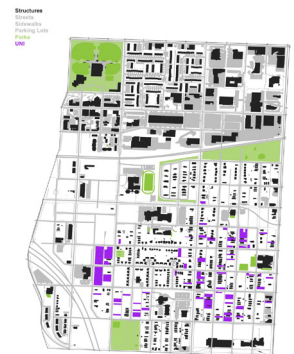 Structures
Streets
Sidewalks
Parking Lots
Parks
UNI